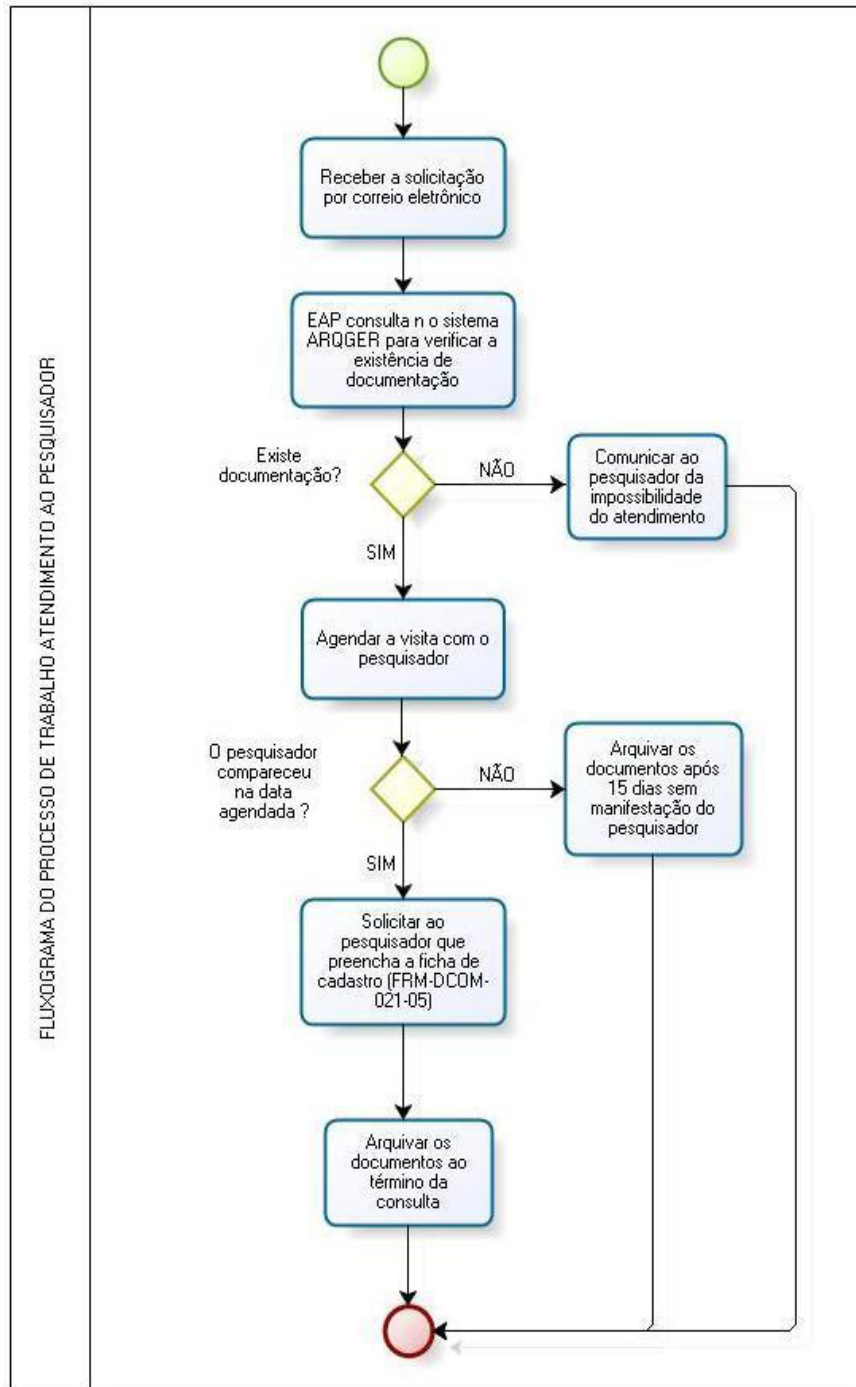 FLUXOGRAMA DO PROCESSO DE TRABALHO ATENDIMENTO AO PESQUISADOR
Receber a solicitação
por correio eletrônico
EAP consulta n o sistema
ARQGER para verificar a
existência de
documentação
Existe
documentação?
NÃO
Comunicar ao
pesquisador da
impossibilidade
do atendimento
SIM
Agendar a visita com o
pesquisador
O pesquisador
compareceu
na data
agendada ?
NÃO
Arquivar os
documentos após
15 dias sem
manifestação do
pesquisador
SIM
Solicitar ao
pesquisador que
preencha a ficha de
cadastro (FRM-DCOM-
021-05)
Arquivar os
documentos ao
término da
consulta